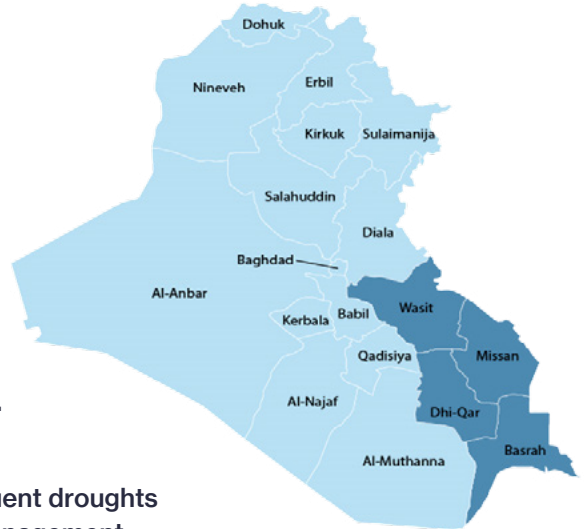 Dohuk
Nineveh
Erbil
Kirkuk
Sulaimanija
Salahuddin
Diala
Baghdad
Al-Anbar
Wasit
Kerbala
Babil
Qadisiya
Missan
Al-Najaf
Dhi-Qar
Basrah
Al-Muthanna
droughts